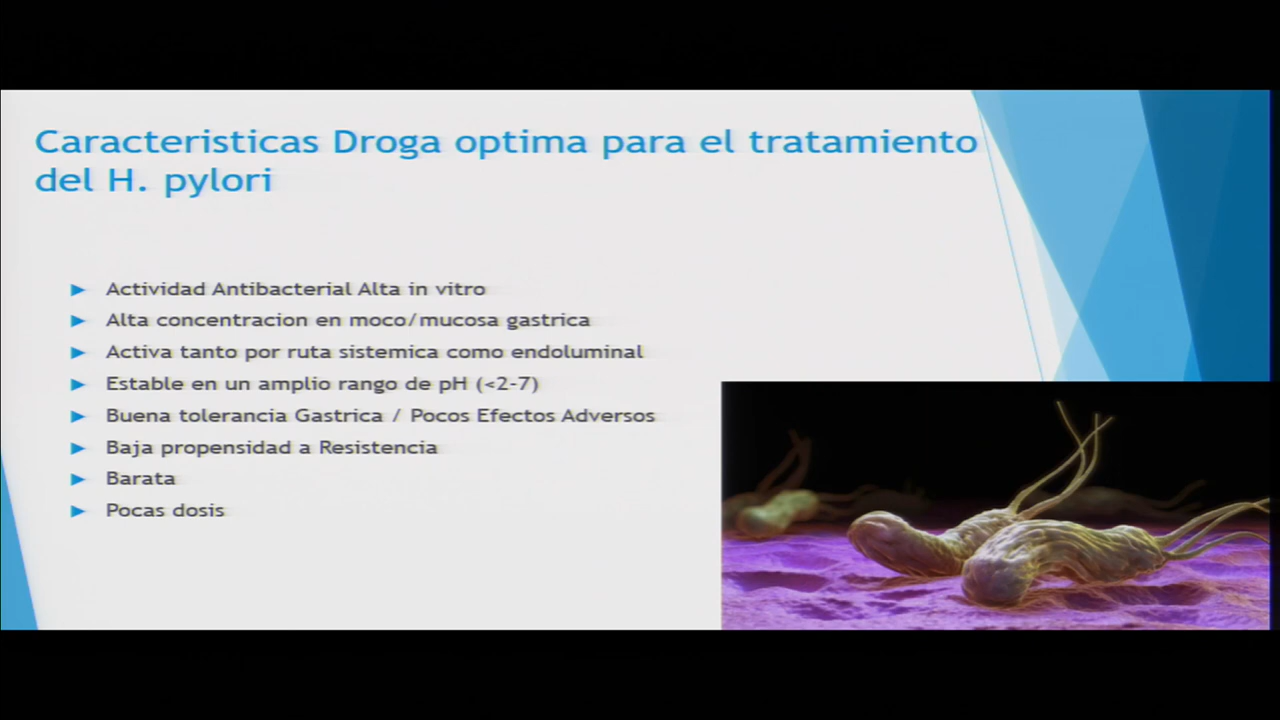 Caracteristicas Droga optima para el tratamiento
del H. pylori
Actividad Antibacterial Alta in vitro
Alta concentracion en moco/mucosa gastrica
Activa tanto por ruta sistemica como endoluminal
Estable en un amplio rango de pH (<2-7)
Buena tolerancia Gastrica / Pocos Efectos Adversos
Baja propensidad a Resistencia
Barata
Pocas dosis